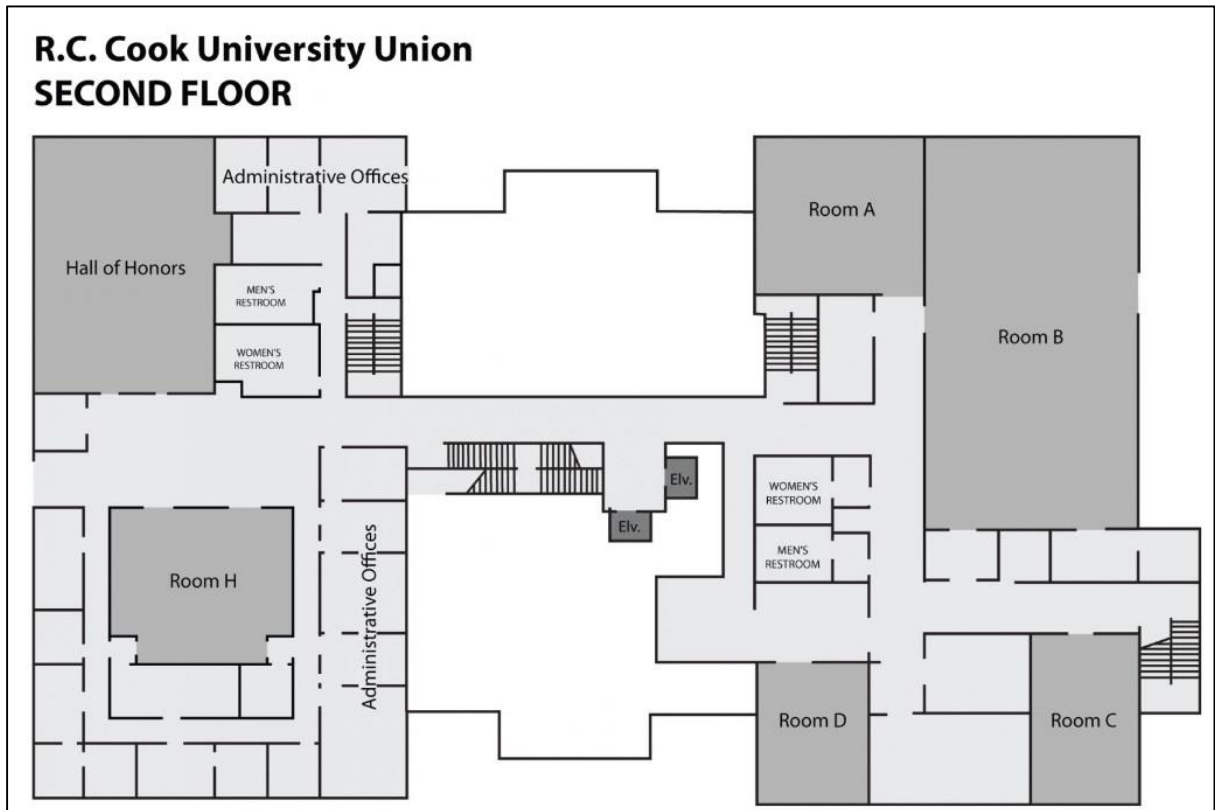 R.C. Cook University Union
SECOND FLOOR
Administrative Offices
Room A
Hall of Honors
MEN'S
RESTROOM
WOMEN'S
RESTROOM
Room B
Elv.
Elv.
WOMEN'S
RESTROOM
MEN'S
RESTROOM
Room H
Administrative Offices
Room D
Room C